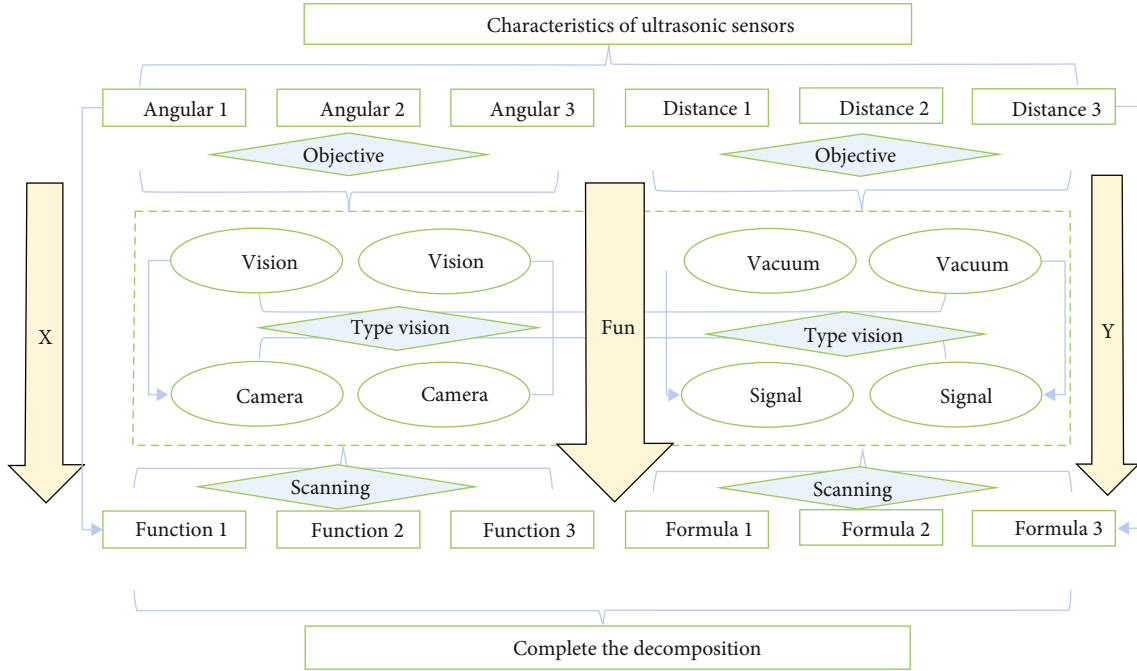 Characteristics of ultrasonic sensors
Angular 1
Angular 2
Angular 3
Distance 1
Distance 2
Distance 3
Objective
Objective
Vision
Vision
Vacuum
Vacuum
X
Type vision
Fun
Type vision
Y
Camera
Camera
Signal
Signal
Scanning
Scanning
Function 1
Function 2
Function 3
Formula 1
Formula 2
Formula 3
Complete the decomposition